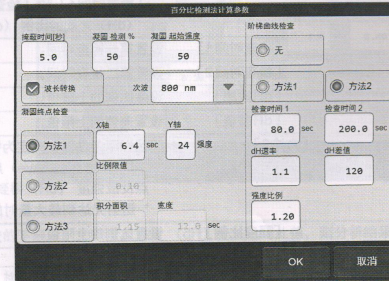 百分比检测法计算参数
掩蔽时间[秒] 凝固 检测 % 凝固 起始强度
5.0 50 50
波长转换 次波 800 nm
凝固终点检查
X轴 Y轴
方法1 6.4 sec 24 强度
比例限值
方法2 0.10
积分面积 宽度
方法3 1.15 12.0 sec
阶梯曲线检查
无
方法1 方法2
检查时间 1 检查时间 2
80.0 sec 200.0 sec
dH速率 dH差值
1.1 120
强度比例
1.20
OK 取消